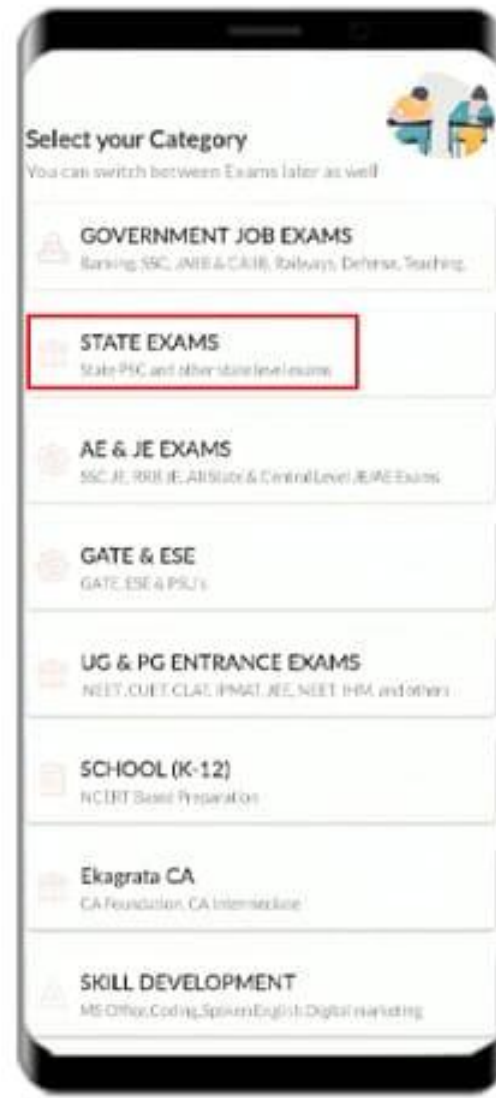 Select your Category
You can switch between Exams later as well
GOVERNMENT JOB EXAMS
Banking, SSC, JAIIB & CAIIB, Railways, Defense, Teaching,
STATE EXAMS
State PSC and other state level exams
AE & JE EXAMS
SSC JE, RRB JE, All State & Central Level JE/AE Exams
GATE & ESE
GATE, ESE & PSU's
UG & PG ENTRANCE EXAMS
NEET, CUET, CLAT, IPMAT, JEE, NEET, IHM, and others
SCHOOL (K-12)
NCERT Based Preparation
Ekagrata CA
CA Foundation, CA Intermediate
SKILL DEVELOPMENT
MS Office, Coding, Spoken English, Digital marketing